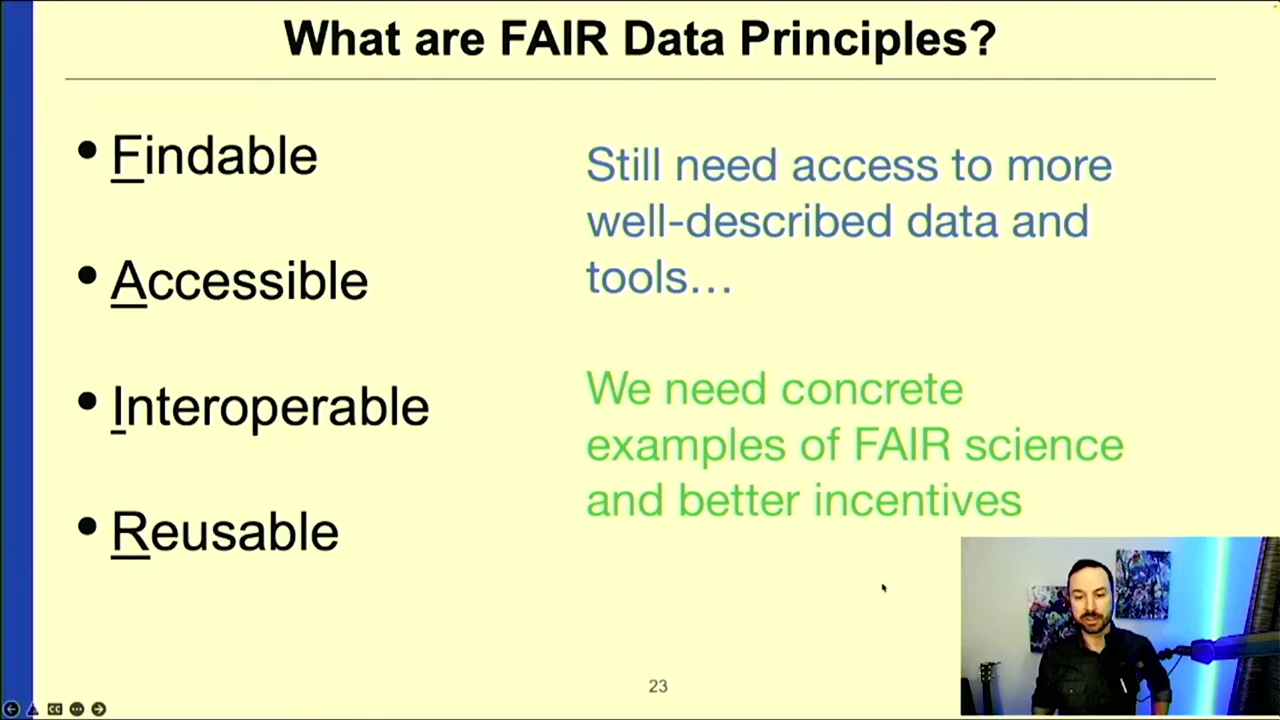 What are FAIR Data Principles?
• Findable
• Accessible
• Interoperable
• Reusable
Still need access to more
well-described data and
tools…
We need concrete
examples of FAIR science
and better incentives
23
CC